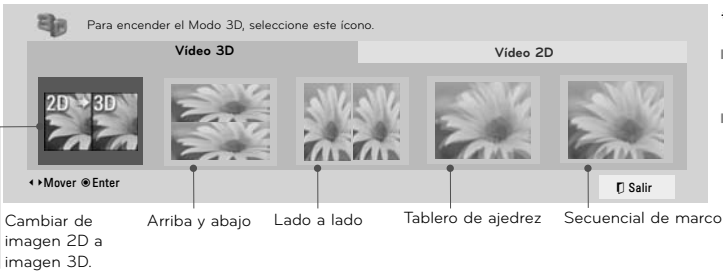 3D
Para encender el Modo 3D, seleccione este ícono.
Vídeo 3D
Vídeo 2D
2D → 3D
Mover ◉Enter
Salir
Cambiar de
imagen 2D a
imagen 3D.
Arriba y abajo
Lado a lado
Tablero de ajedrez
Secuencial de marco